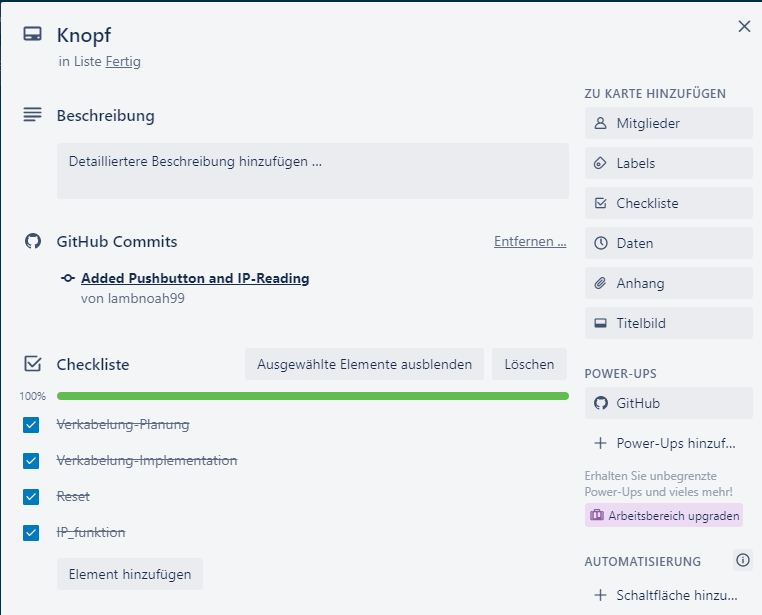 Knopf
in Liste Fertig
Beschreibung
Detailliertere Beschreibung hinzufügen ...
GitHub Commits
Entfernen ...
Added Pushbutton and IP-Reading
von lambnoah99
Checkliste
Ausgewählte Elemente ausblenden
Löschen
100%
Verkabelung-Planung
Verkabelung-Implementation
Reset
IP_funktion
Element hinzufügen
ZU KARTE HINZUFÜGEN
Mitglieder
Labels
Checkliste
Daten
Anhang
Titelbild
POWER-UPS
GitHub
Power-Ups hinzuf...
Erhalten Sie unbegrenzte
Power-Ups und vieles mehr!
Arbeitsbereich upgraden
AUTOMATISIERUNG
Schaltfläche hinzu...